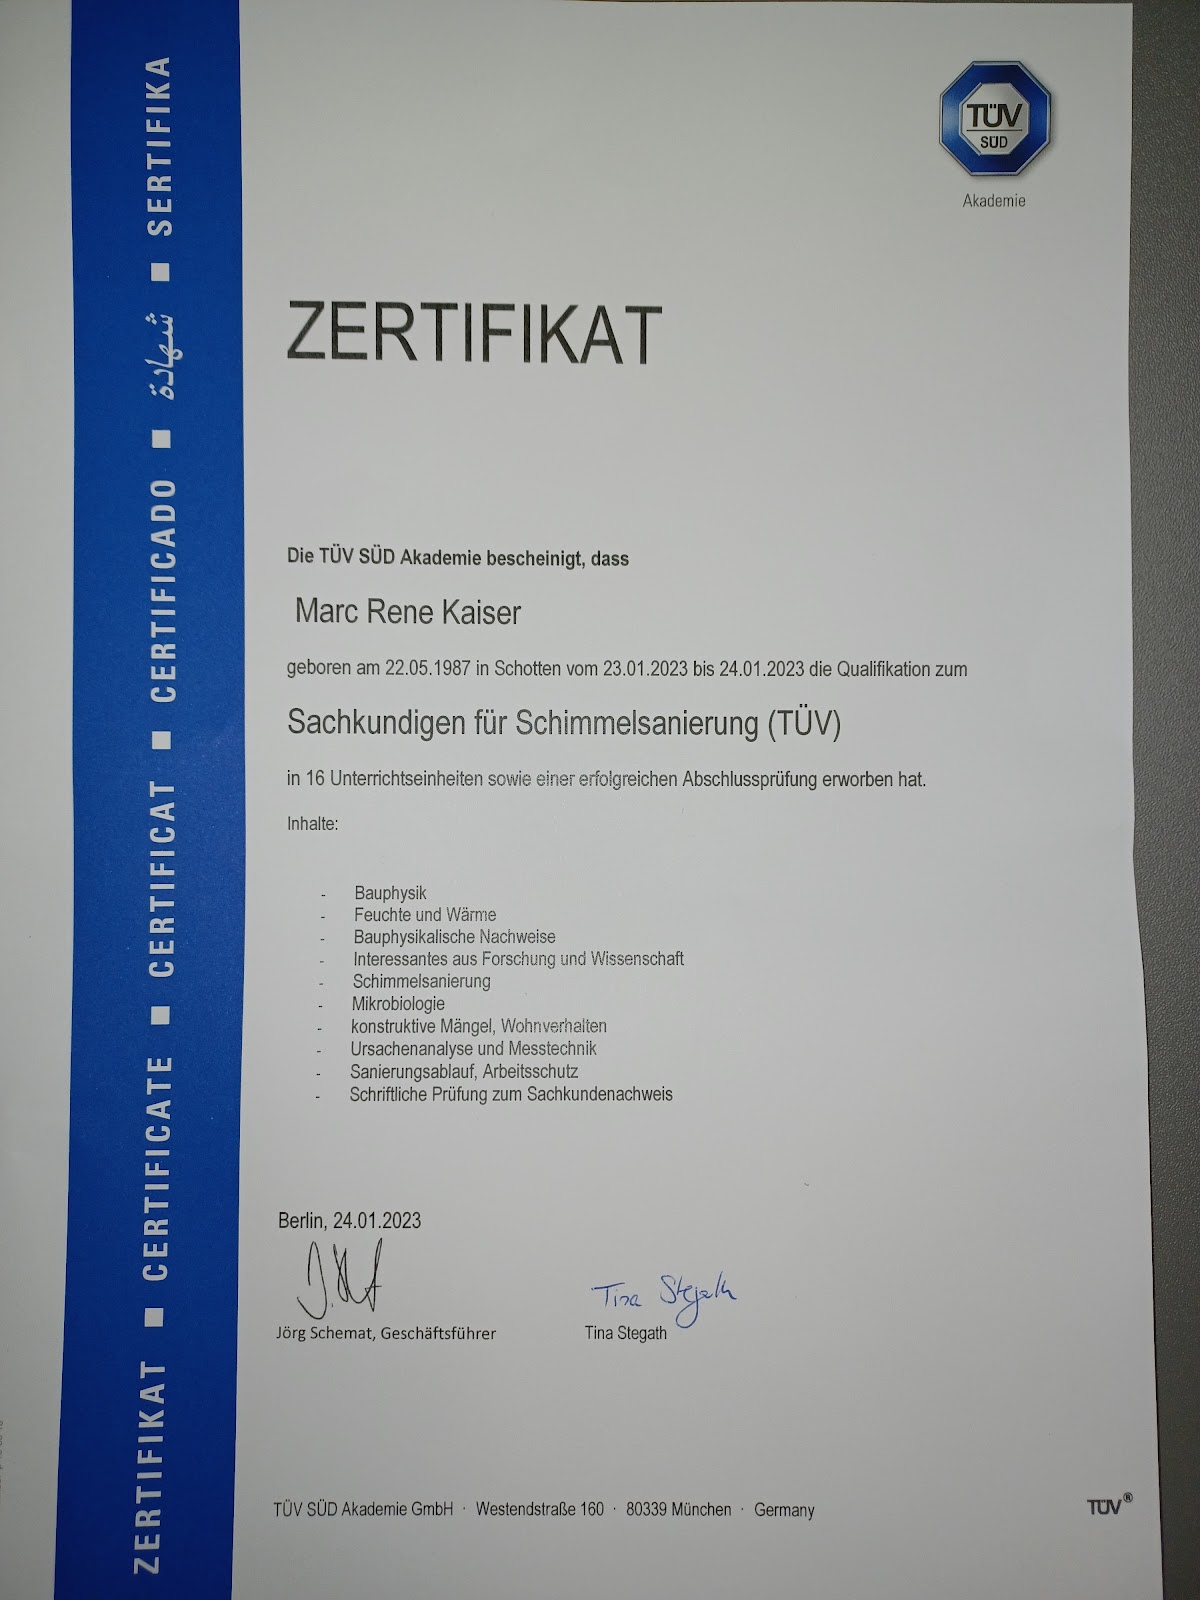 TÜV
SÜD
Akademie
ZERTIFIKAT
Die TÜV SÜD Akademie bescheinigt, dass
Marc Rene Kaiser
geboren am 22.05.1987 in Schotten vom 23.01.2023 bis 24.01.2023 die Qualifikation zum
Sachkundigen für Schimmelsanierung (TÜV)
in 16 Unterrichtseinheiten sowie einer erfolgreichen Abschlussprüfung erworben hat.
Inhalte:
- Bauphysik
- Feuchte und Wärme
- Bauphysikalische Nachweise
- Interessantes aus Forschung und Wissenschaft
- Schimmelsanierung
- Mikrobiologie
- konstruktive Mängel, Wohnverhalten
- Ursachenanalyse und Messtechnik
- Sanierungsablauf, Arbeitsschutz
- Schriftliche Prüfung zum Sachkundenachweis
Berlin, 24.01.2023
Tina Stegath
Jörg Schemat, Geschäftsführer
Tina Stegath
TÜV SÜD Akademie GmbH · Westendstraße 160 · 80339 München · Germany
TÜV®
ZERTIFIKAT ■ CERTIFICATE ■ CERTIFICAT ■ CERTIFICADO ■ شهادة ■ SERTIFIKA